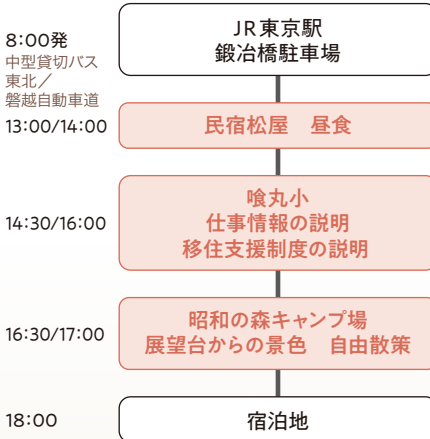 8:00発
中型貸切バス
東北／
磐越自動車道
JR東京駅
鍛冶橋駐車場
13:00/14:00
民宿松屋　昼食
14:30/16:00
喰丸小
仕事情報の説明
移住支援制度の説明
16:30/17:00
昭和の森キャンプ場
展望台からの景色　自由散策
18:00
宿泊地